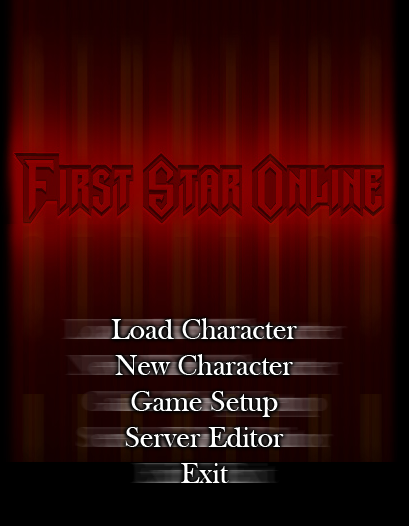 First Star Online
Load Character
New Character
Game Setup
Server Editor
Exit